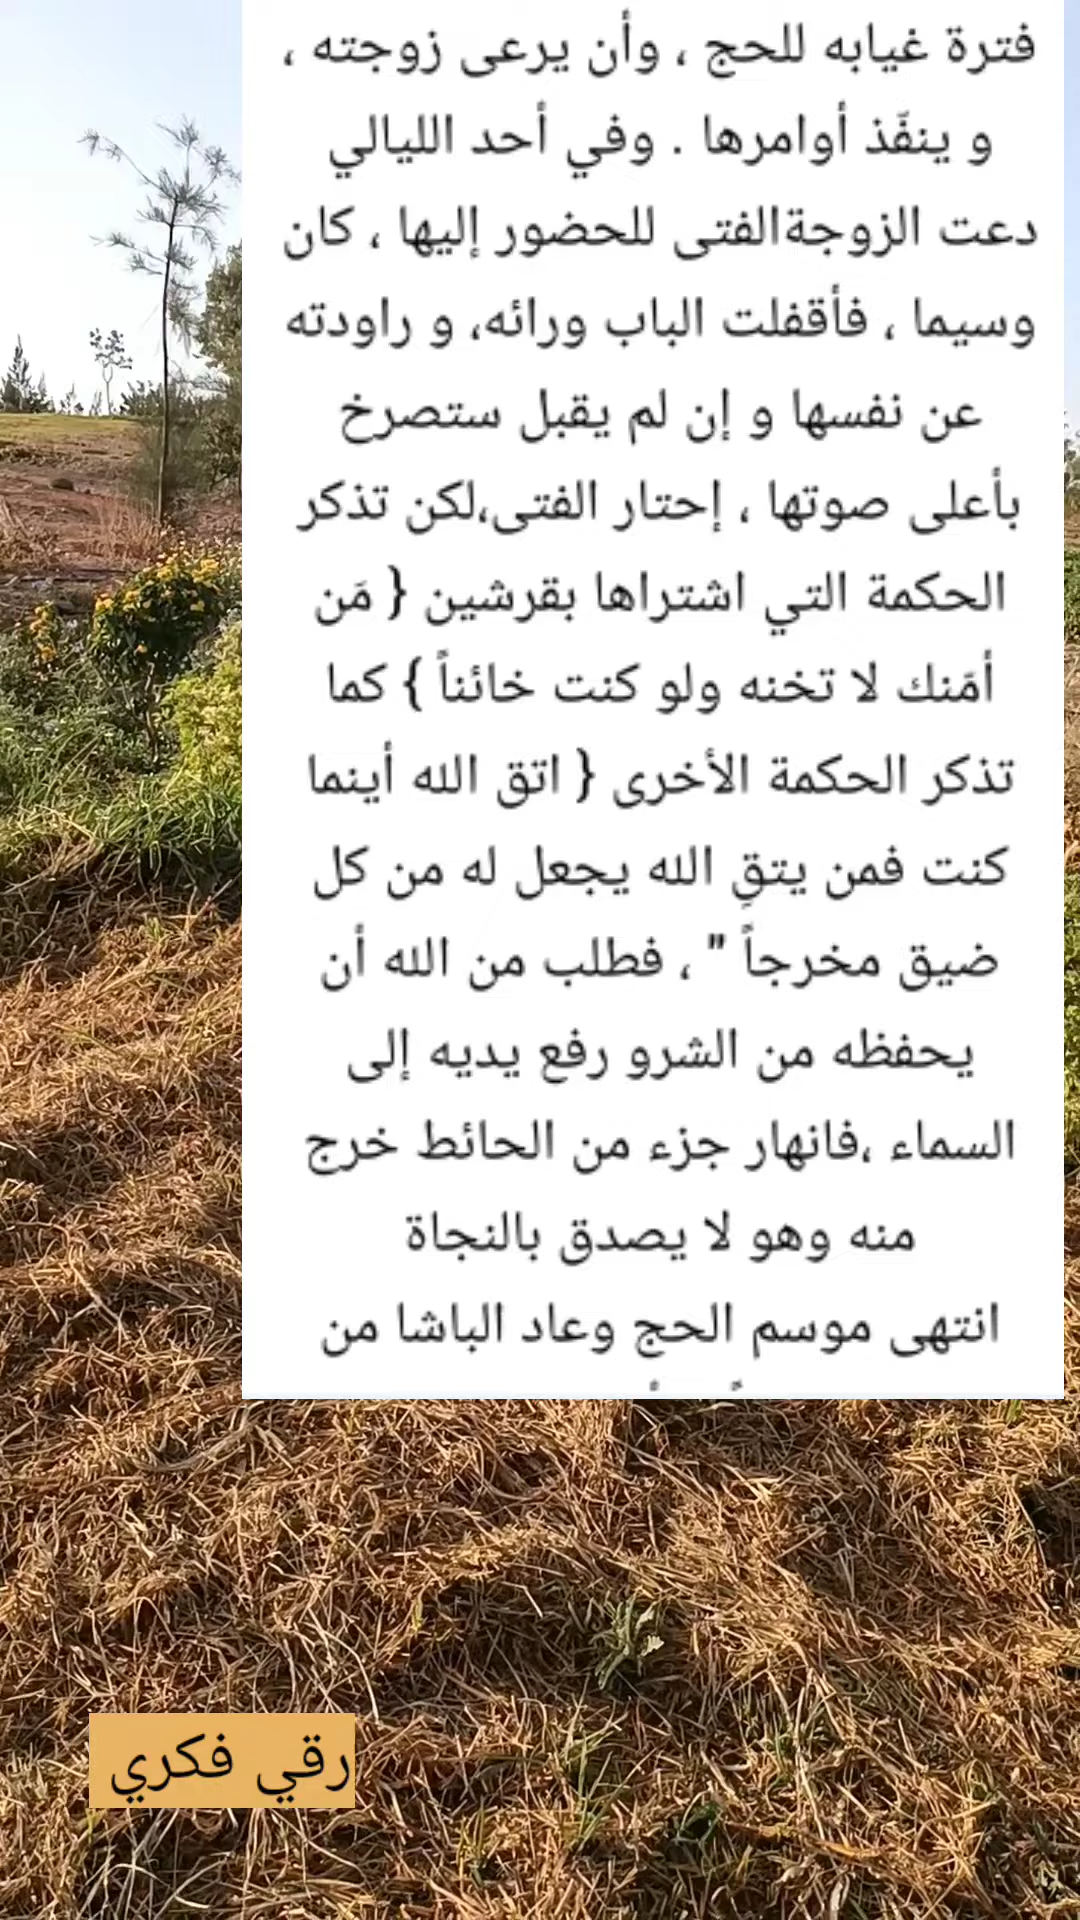 فترة غيابه للحج ، وأن يرعى زوجته ،
و ينفّذ أوامرها . وفي أحد الليالي
دعت الزوجةالفتى للحضور إليها ، كان
وسيما ، فأقفلت الباب ورائه، و راودته
عن نفسها و إن لم يقبل ستصرخ
بأعلى صوتها ، إحتار الفتى،لكن تذكر
الحكمة التي اشتراها بقرشين { مَن
أمَنك لا تخنه ولو كنت خائناً } كما
تذكر الحكمة الأخرى { اتق الله أينما
كنت فمن يتقِ الله يجعل له من كل
ضيق مخرجاً " ، فطلب من الله أن
يحفظه من الشرو رفع يديه إلى
السماء ،فانهار جزء من الحائط خرج
منه وهو لا يصدق بالنجاة
انتهى موسم الحج وعاد الباشا من
رقي فكري